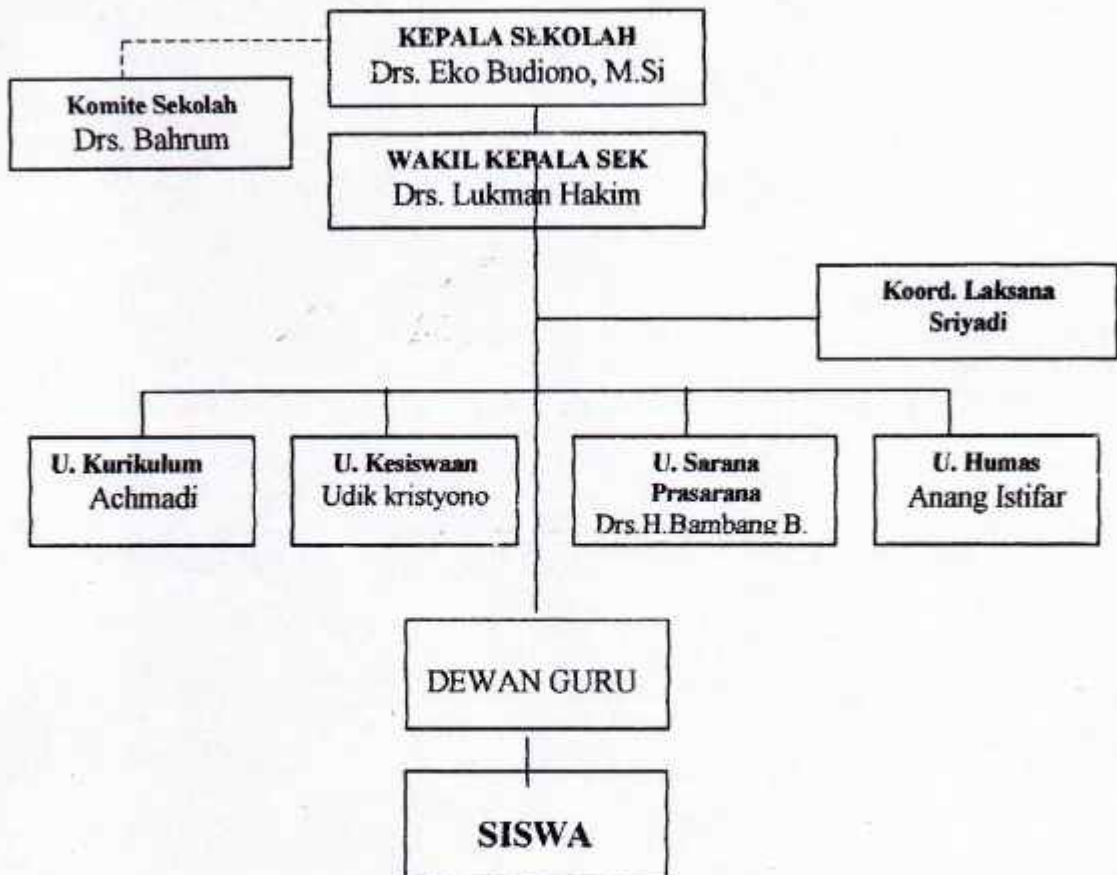 KEPALA SEKOLAH
Drs. Eko Budiono, M.Si
Komite Sekolah
Drs. Bahrum
WAKIL KEPALA SEK
Drs. Lukman Hakim
Koord. Laksana
Sriyadi
U. Kurikulum
Achmadi
U. Kesiswaan
Udik kristyono
U. Sarana
Prasarana
Drs.H.Bambang B.
U. Humas
Anang Istifar
DEWAN GURU
SISWA